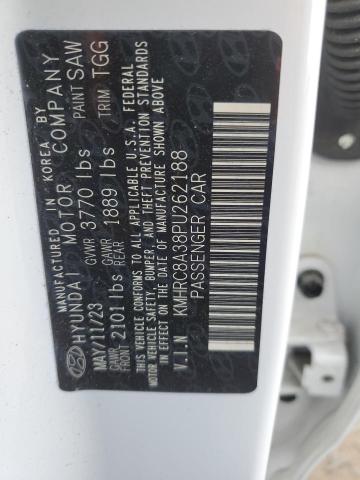 MANUFACTURED IN KOREA BY
HYUNDAI MOTOR COMPANY
MAY/11/23 GVWR 3770 lbs PAINT SAW
GAWR FRONT 2101 lbs GAWR REAR 1889 lbs TRIM TGG
THIS VEHICLE CONFORMS TO ALL APPLICABLE U.S.A. FEDERAL
MOTOR VEHICLE SAFETY, BUMPER, AND THEFT PREVENTION STANDARDS
IN EFFECT ON THE DATE OF MANUFACTURE SHOWN ABOVE
V.I.N KMHRC8A38PU262188
PASSENGER CAR